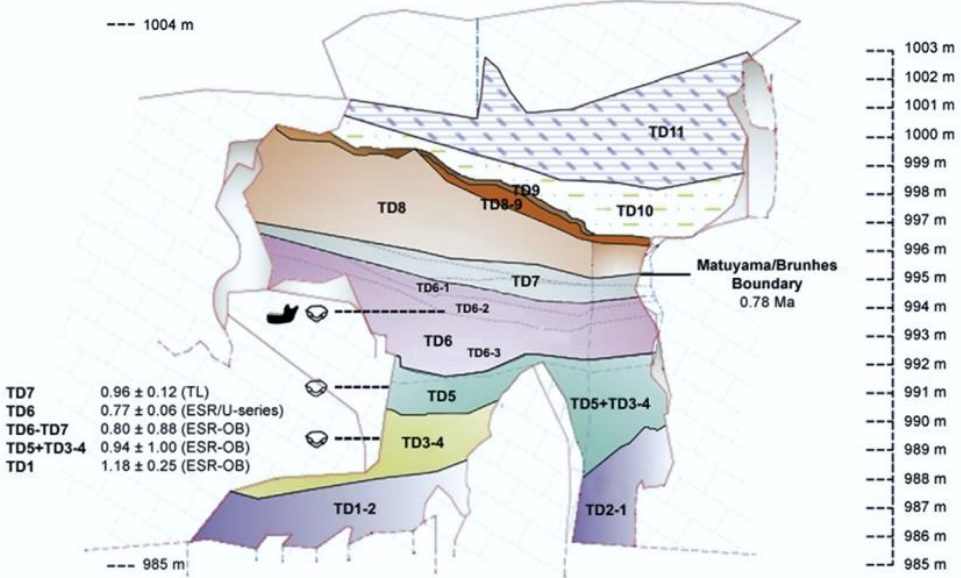 1004 m
1003 m
1002 m
1001 m
1000 m
999 m
998 m
997 m
996 m
995 m
994 m
993 m
992 m
991 m
990 m
989 m
988 m
987 m
986 m
985 m
TD11
TD9
TD8-9
TD8
TD10
Matuyama/Brunhes
Boundary
0.78 Ma
TD7
TD6-1
TD6-2
TD6
TD6-3
TD5
TD5+TD3-4
TD3-4
TD1-2
TD2-1
TD7 0.96 ± 0.12 (TL)
TD6 0.77 ± 0.06 (ESR/U-series)
TD6-TD7 0.80 ± 0.88 (ESR-OB)
TD5+TD3-4 0.94 ± 1.00 (ESR-OB)
TD1 1.18 ± 0.25 (ESR-OB)
985 m